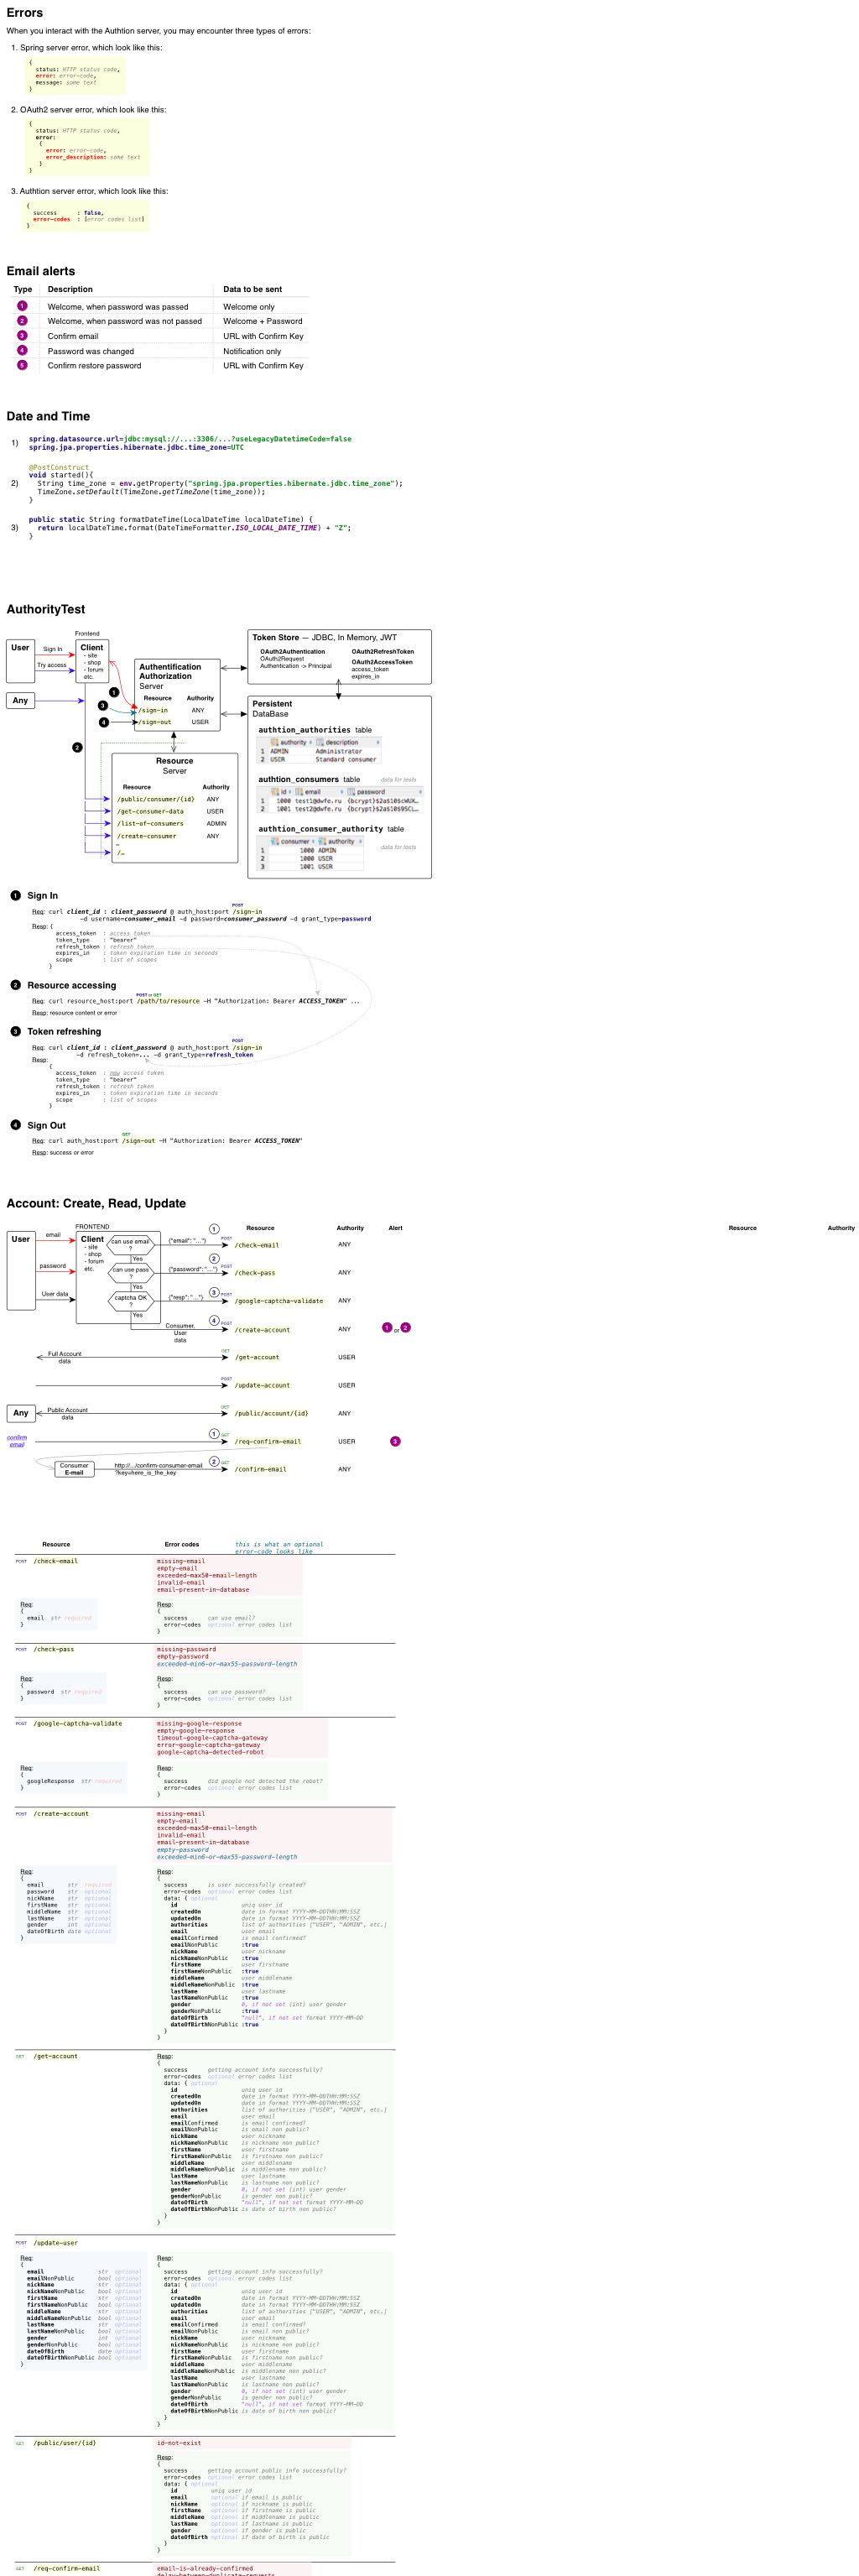 Errors
When you interact with the Authtion server, you may encounter three types of errors:
1. Spring server error, which look like this:
{
status: HTTP status code,
error: error-code,
message: some text
}
2. OAuth2 server error, which look like this:
{
status: HTTP status code,
error:
{
error: error-code,
error_description: some text
}
}
3. Authtion server error, which look like this:
{
success : false,
error-codes : [error codes list]
}
Email alerts
Type Description Data to be sent
1 Welcome, when password was passed Welcome only
2 Welcome, when password was not passed Welcome + Password
3 Confirm email URL with Confirm Key
4 Password was changed Notification only
5 Confirm restore password URL with Confirm Key
Date and Time
1) spring.datasource.url=jdbc:mysql://...:3306/...?useLegacyDatetimeCode=false
spring.jpa.properties.hibernate.jdbc.time_zone=UTC
@PostConstruct
void started(){
2) String time_zone = env.getProperty("spring.jpa.properties.hibernate.jdbc.time_zone");
TimeZone.setDefault(TimeZone.getTimeZone(time_zone));
}
public static String formatDateTime(LocalDateTime localDateTime) {
3) return localDateTime.format(DateTimeFormatter.ISO_LOCAL_DATE_TIME) + "Z";
}
AuthorityTest
Frontend
User
Sign In
Try access
Client
- site
- shop
- forum
etc.
Any
Authentification
Authorization
Server
Resource Authority
/sign-in ANY
/sign-out USER
1
3
4
2
Token Store — JDBC, In Memory, JWT
OAuth2Authentication
OAuth2Request
Authentication -> Principal
OAuth2RefreshToken
OAuth2AccessToken
access_token
expires_in
Resource
Server
Resource Authority
/public/consumer/{id} ANY
/get-consumer-data USER
/list-of-consumers ADMIN
/create-consumer ANY
…
/…
Persistent
DataBase
authtion_authorities table
authority description
1 ADMIN Administrator
2 USER Standard consumer
authtion_consumers table data for tests
id email password
1 1000 test1@dwfe.ru
2 1001 test2@dwfe.ru
authtion_consumer_authority table
consumer authority data for tests
1 1000 ADMIN
2 1000 USER
3 1001 USER
1 Sign In
POST
Req: curl client_id : client_password @ auth_host:port /sign-in
-d username=consumer_email -d password=consumer_password -d grant_type=password
Resp: {
access_token : access token
token_type : "bearer"
refresh_token : refresh token
expires_in : token expiration time in seconds
scope : list of scopes
}
2 Resource accessing
POST or GET
Req: curl resource_host:port /path/to/resource -H "Authorization: Bearer ACCESS_TOKEN" ...
Resp: resource content or error
3 Token refreshing
POST
Req: curl client_id : client_password @ auth_host:port /sign-in
-d refresh_token=... -d grant_type=refresh_token
Resp:
{
access_token : new access token
token_type : "bearer"
refresh_token : refresh token
expires_in : token expiration time in seconds
scope : list of scopes
}
4 Sign Out
GET
Req: curl auth_host:port /sign-out -H "Authorization: Bearer ACCESS_TOKEN"
Resp: success or error
Account: Create, Read, Update
FRONTEND Resource Authority Alert Resource Authority
User
email
password
User data
Client
- site
- shop
- forum
etc.
can use email
?
Yes
can use pass
?
Yes
captcha OK
?
Yes
{"email": "..."} 1 POST /check-email ANY
{"password": "..."} 2 POST /check-pass ANY
{"resp": "..."} 3 POST /google-captcha-validate ANY
Consumer,
User
data
4 POST /create-account ANY 1 or 2
Full Account
data
GET /get-account USER
POST /update-account USER
Any
Public Account
data
GET /public/account/{id} ANY
confirm
email
1 GET /req-confirm-email USER 3
Consumer
E-mail
http://.../confirm-consumer-email
?key=here_is_the_key
2 GET /confirm-email ANY
Resource Error codes this is what an optional
error-code looks like
POST /check-email
missing-email
empty-email
exceeded-max50-email-length
invalid-email
email-present-in-database
Req:
{
email str required
}
Resp:
{
success can use email?
error-codes optional error codes list
}
POST /check-pass
missing-password
empty-password
exceeded-min6-or-max55-password-length
Req:
{
password str required
}
Resp:
{
success can use password?
error-codes optional error codes list
}
POST /google-captcha-validate
missing-google-response
empty-google-response
timeout-google-captcha-gateway
error-google-captcha-gateway
google-captcha-detected-robot
Req:
{
googleResponse str required
}
Resp:
{
success did google not detected the robot?
error-codes optional error codes list
}
POST /create-account
missing-email
empty-email
exceeded-max50-email-length
invalid-email
email-present-in-database
empty-password
exceeded-min6-or-max55-password-length
Req:
{
email str required
password str optional
nickName str optional
firstName str optional
middleName str optional
lastName str optional
gender int optional
dateOfBirth date optional
}
Resp:
{
success is user successfully created?
error-codes optional error codes list
data: { optional
id uniq user id
createdOn date in format YYYY-MM-DDTHH:MM:SSZ
updatedOn date in format YYYY-MM-DDTHH:MM:SSZ
authorities list of authorities ["USER", "ADMIN", etc.]
email user email
emailConfirmed is email confirmed?
emailNonPublic :true
nickName user nickname
nickNameNonPublic :true
firstName user firstname
firstNameNonPublic :true
middleName user middlename
middleNameNonPublic :true
lastName user lastname
lastNameNonPublic :true
gender 0, if not set (int) user gender
genderNonPublic :true
dateOfBirth "null", if not set format YYYY-MM-DD
dateOfBirthNonPublic :true
}
}
GET /get-account
Resp:
{
success getting account info successfully?
error-codes optional error codes list
data: { optional
id uniq user id
createdOn date in format YYYY-MM-DDTHH:MM:SSZ
updatedOn date in format YYYY-MM-DDTHH:MM:SSZ
authorities list of authorities ["USER", "ADMIN", etc.]
email user email
emailConfirmed is email confirmed?
emailNonPublic is email non public?
nickName user nickname
nickNameNonPublic is nickname non public?
firstName user firstname
firstNameNonPublic is firstname non public?
middleName user middlename
middleNameNonPublic is middlename non public?
lastName user lastname
lastNameNonPublic is lastname non public?
gender 0, if not set (int) user gender
genderNonPublic is gender non public?
dateOfBirth "null", if not set format YYYY-MM-DD
dateOfBirthNonPublic is date of birth non public?
}
}
POST /update-user
Req:
{
email str optional
emailNonPublic bool optional
nickName str optional
nickNameNonPublic bool optional
firstName str optional
firstNameNonPublic bool optional
middleName str optional
middleNameNonPublic bool optional
lastName str optional
lastNameNonPublic bool optional
gender int optional
genderNonPublic bool optional
dateOfBirth date optional
dateOfBirthNonPublic bool optional
}
Resp:
{
success getting account info successfully?
error-codes optional error codes list
data: { optional
id uniq user id
createdOn date in format YYYY-MM-DDTHH:MM:SSZ
updatedOn date in format YYYY-MM-DDTHH:MM:SSZ
authorities list of authorities ["USER", "ADMIN", etc.]
email user email
emailConfirmed is email confirmed?
emailNonPublic is email non public?
nickName user nickname
nickNameNonPublic is nickname non public?
firstName user firstname
firstNameNonPublic is firstname non public?
middleName user middlename
middleNameNonPublic is middlename non public?
lastName user lastname
lastNameNonPublic is lastname non public?
gender 0, if not set (int) user gender
genderNonPublic is gender non public?
dateOfBirth "null", if not set format YYYY-MM-DD
dateOfBirthNonPublic is date of birth non public?
}
}
GET /public/user/{id} id-not-exist
Resp:
{
success getting account public info successfully?
error-codes optional error codes list
data: { optional
id uniq user id
email optional if email is public
nickName optional if nickname is public
firstName optional if firstname is public
middleName optional if middlename is public
lastName optional if lastname is public
gender optional if gender is public
dateOfBirth optional if date of birth is public
}
}
GET /req-confirm-email email-is-already-confirmed
delay-between-duplicate-requests